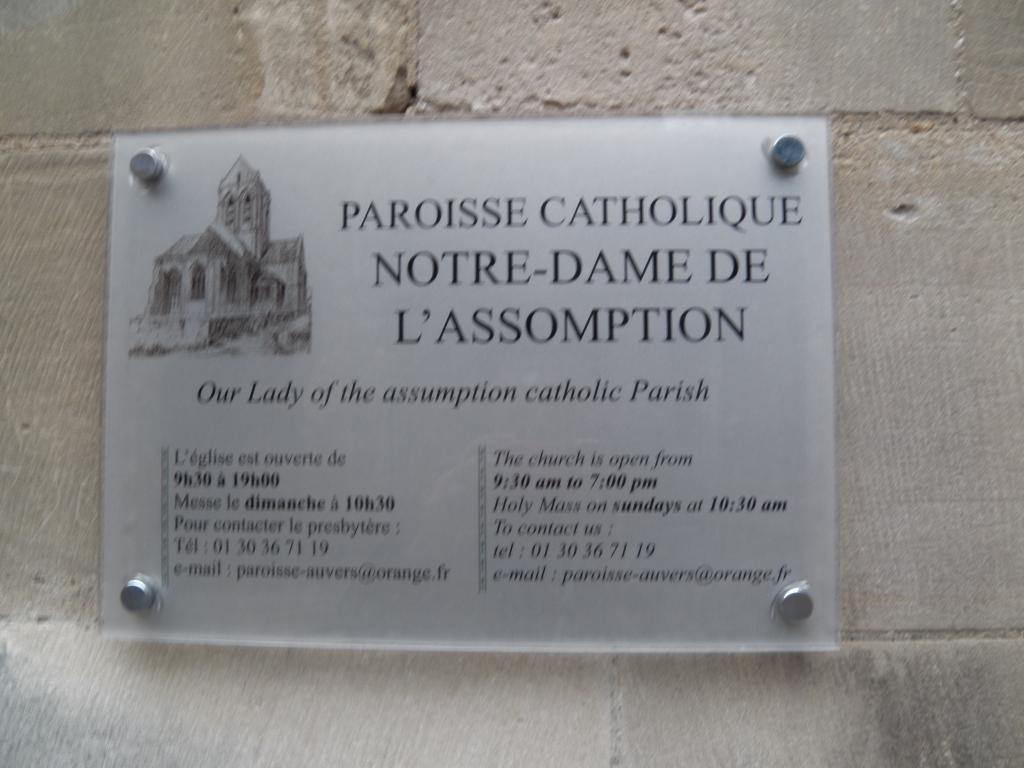 PAROISSE CATHOLIQUE
NOTRE-DAME DE
L'ASSOMPTION
Our Lady of the assumption catholic Parish
L'église est ouverte de
9h30 à 19h00
Messe le dimanche à 10h30
Pour contacter le presbytère :
Tél : 01 30 36 71 19
e-mail : paroisse-auvers@orange.fr
The church is open from
9:30 am to 7:00 pm
Holy Mass on sundays at 10:30 am
To contact us :
tel : 01 30 36 71 19
e-mail : paroisse-auvers@orange.fr